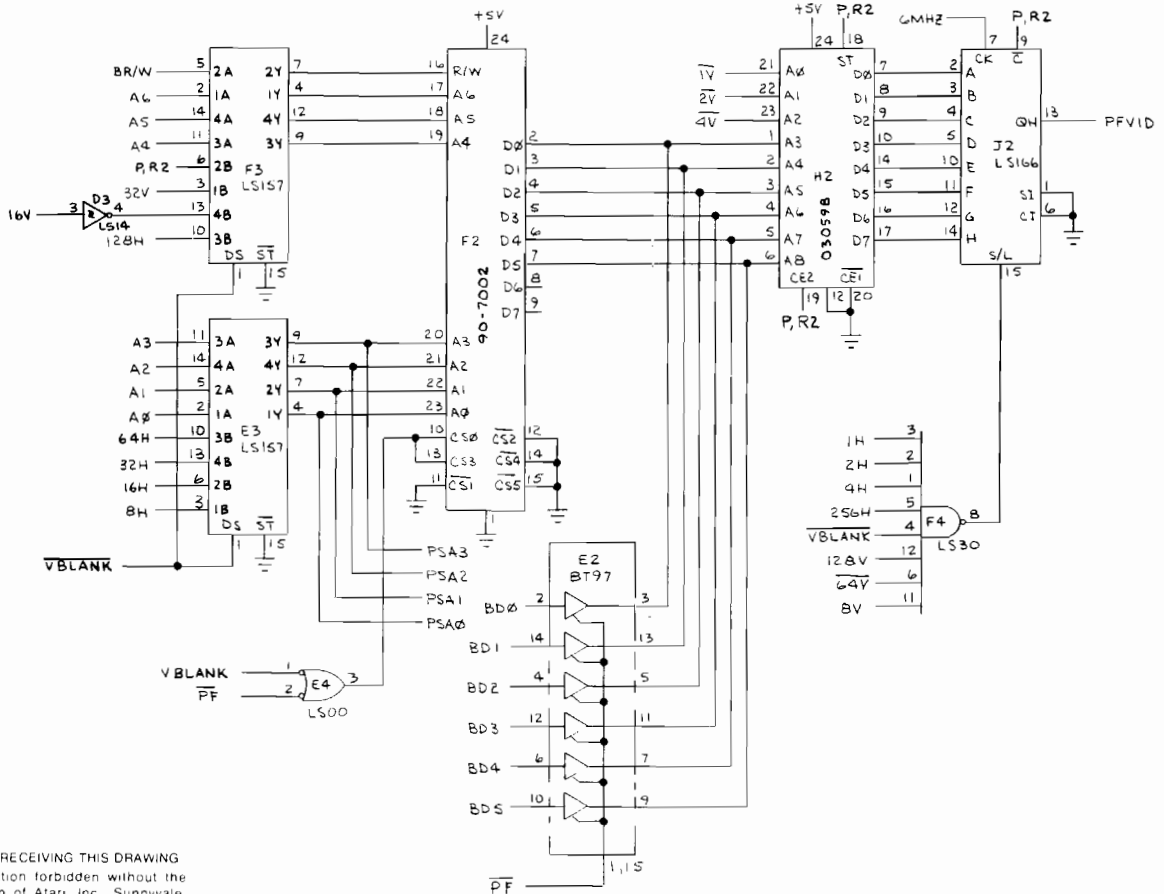 +5V
24
BR/W 5 2A 2Y 7 16 R/W
A6 2 1A 1Y 4 17 A6
A5 14 4A 4Y 12 18 A5
A4 11 3A 3Y 9 19 A4
P,R2 6 2B
F3
LS157
32V 3 1B
16V 3 D3 4 13 4B
LS14
128H 10 3B
DS ST
1 15
D0 2
D1 3
D2 4
D3 5
D4 6
D5 7
D6 8
D7 9
F2
90-7002
A3 11 3A 3Y 9 20 A3
A2 14 4A 4Y 12 21 A2
A1 5 2A 2Y 7 22 A1
A0 2 1A 1Y 4 23 A0
E3
LS157
64H 10 3B
32H 13 4B
16H 6 2B
8H 3 1B
DS ST
1 15
10 CS0 CS2 12
13 CS3 CS4 14
11 CS1 CS5 15
1
VBLANK
PSA3
PSA2
PSA1
PSA0
VBLANK 1
PF 2
E4 3
LS00
+5V P,R2
24 18
ST
1V 21 A0 D0 7
2V 22 A1 D1 8
4V 23 A2 D2 9
1 A3 D3 10
2 A4 D4 14
3 A5 D5 15
4 A6 D6 16
5 A7 D7 17
6 A8
H2
03059B
CE2 CE1
19 12 20
P,R2
6MHZ P,R2
7 9
CK C
2 A
3 B
4 C
5 D
10 E
11 F
12 G
14 H
QH 13 PFVID
J2
LS166
SI 1
CI 6
S/L
15
1H 3
2H 2
4H 1
256H 5
VBLANK 4
128V 12
64V 6
8V 11
F4 8
LS30
E2
BT97
BD0 2 3
BD1 14 13
BD2 4 5
BD3 12 11
BD4 6 7
BD5 10 9
1,15
PF
RECEIVING THIS DRAWING
tion forbidden without the
of Atari, Inc. Sunnyvale,